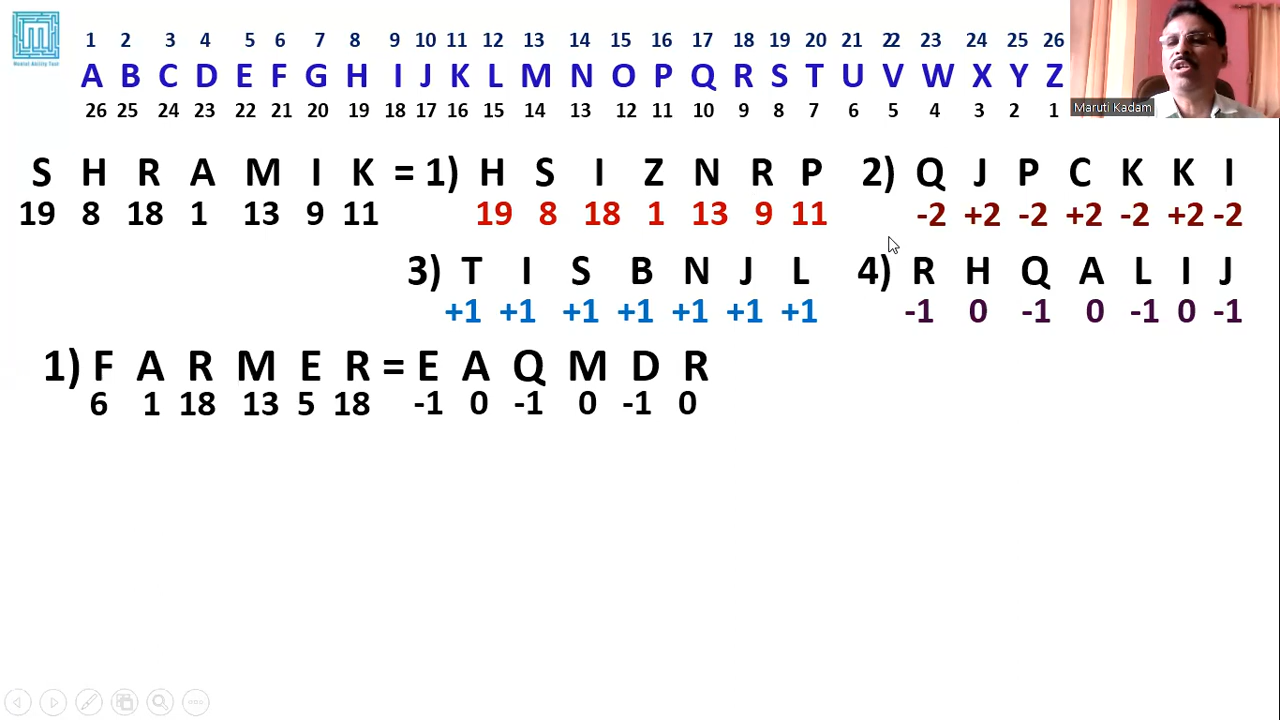 1 2 3 4 5 6 7 8 9 10 11 12 13 14 15 16 17 18 19 20 21 22 23 24 25 26
A B C D E F G H I J K L M N O P Q R S T U V W X Y Z
26 25 24 23 22 21 20 19 18 17 16 15 14 13 12 11 10 9 8 7 6 5 4 3 2 1
Maruti Kadam
S H R A M I K = 1) H S I Z N R P 2) Q J P C K K I
19 8 18 1 13 9 11 19 8 18 1 13 9 11 -2 +2 -2 +2 -2 +2 -2
3) T I S B N J L 4) R H Q A L I J
+1 +1 +1 +1 +1 +1 +1 -1 0 -1 0 -1 0 -1
1) F A R M E R = E A Q M D R
6 1 18 13 5 18 -1 0 -1 0 -1 0